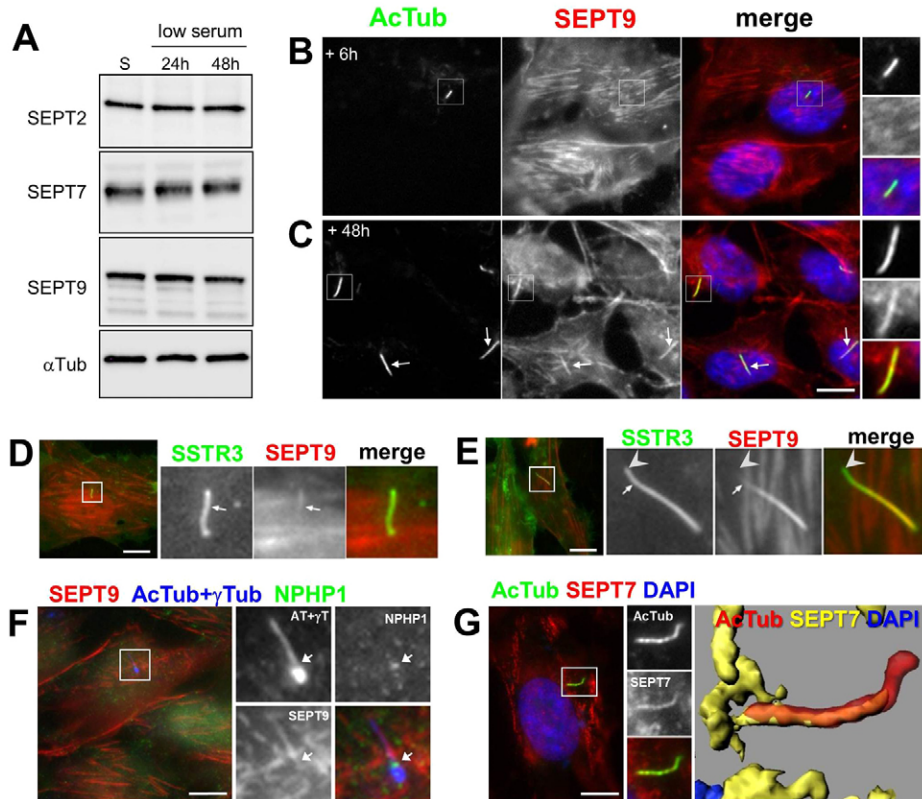 A
low serum
S 24h 48h
SEPT2
SEPT7
SEPT9
αTub
AcTub SEPT9 merge
B
+ 6h
C
+ 48h
D
SSTR3 SEPT9 merge
E
SSTR3 SEPT9 merge
F
SEPT9 AcTub+γTub NPHP1
AT+γT NPHP1
SEPT9
G
AcTub SEPT7 DAPI
AcTub
SEPT7
AcTub SEPT7 DAPI